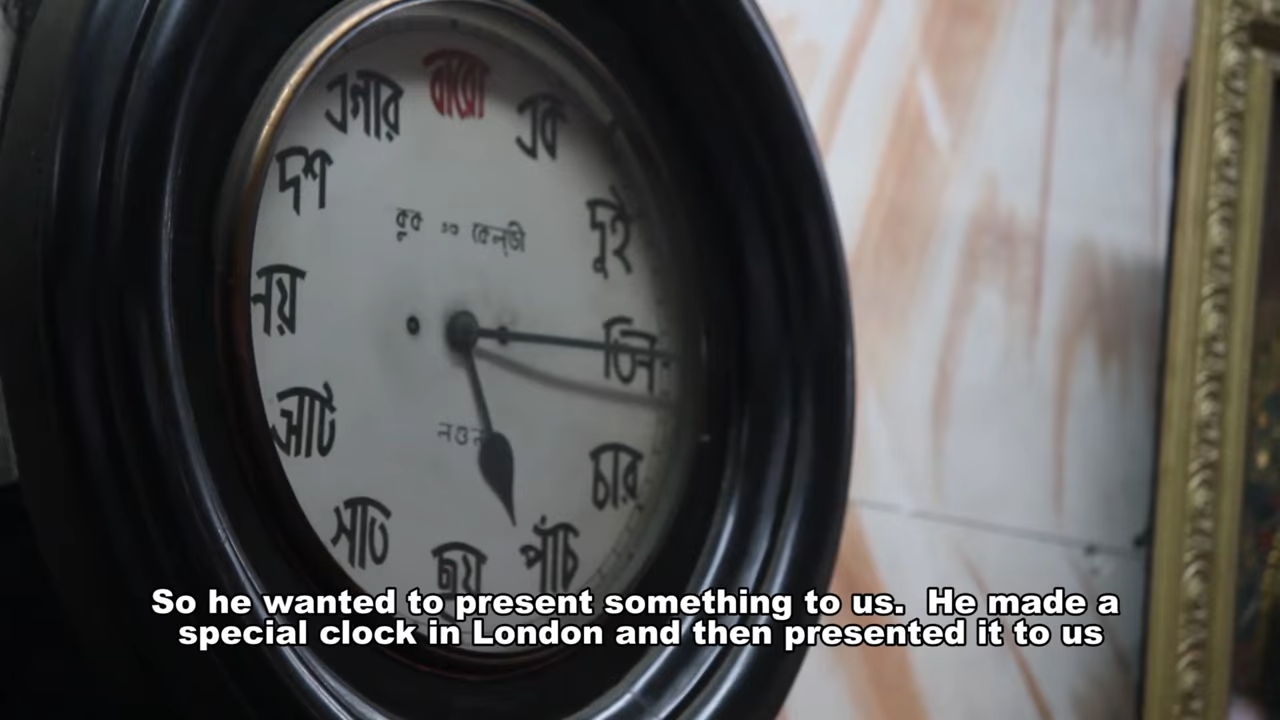 বারো
এক
দুই
তিন
চার
পাঁচ
ছয়
সাত
আট
নয়
দশ
এগার
কুক কেল্ভী
So he wanted to present something to us. He made a
special clock in London and then presented it to us